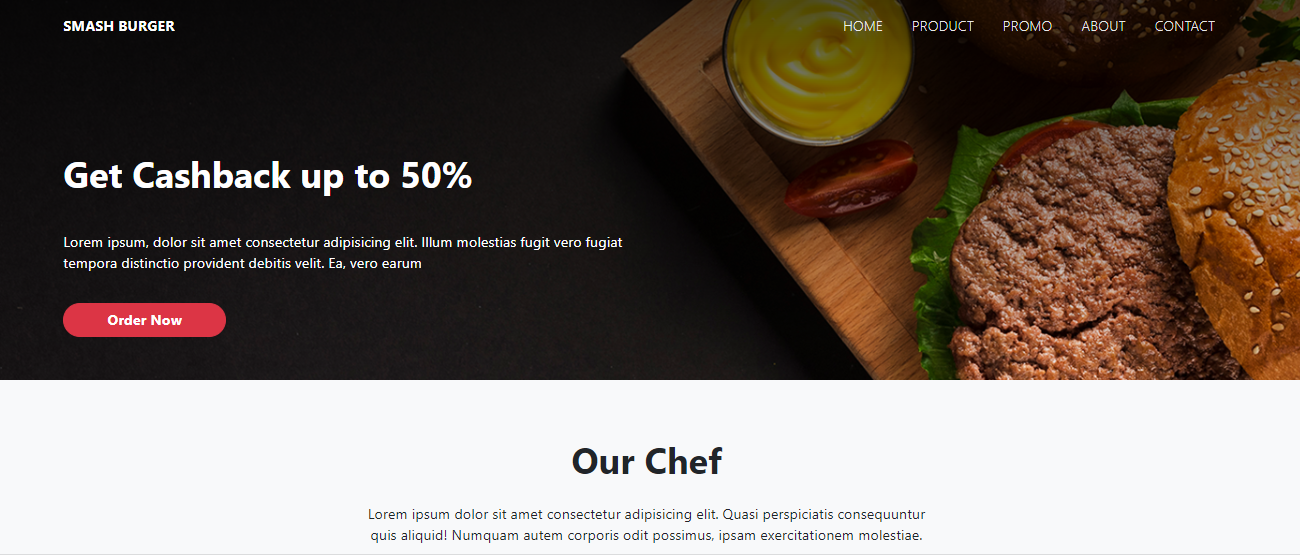 SMASH BURGER
HOME PRODUCT PROMO ABOUT CONTACT
Get Cashback up to 50%
Lorem ipsum, dolor sit amet consectetur adipisicing elit. Illum molestias fugit vero fugiat
tempora distinctio provident debitis velit. Ea, vero earum
Order Now
Our Chef
Lorem ipsum dolor sit amet consectetur adipisicing elit. Quasi perspiciatis consequuntur
quis aliquid! Numquam autem corporis odit possimus, ipsam exercitationem molestiae.